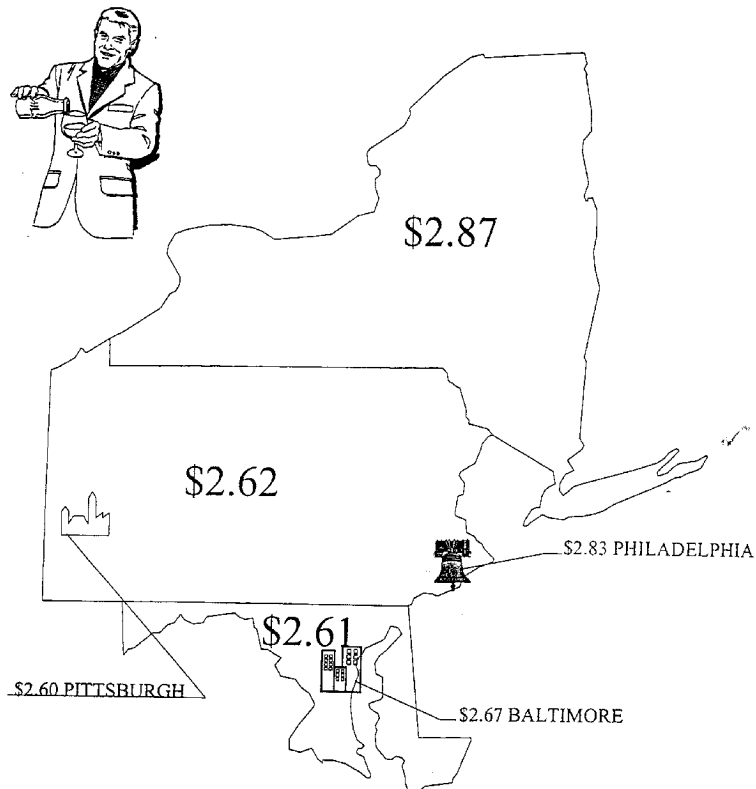 $2.87
$2.62
$2.83 PHILADELPHIA
$2.61
$2.60 PITTSBURGH
$2.67 BALTIMORE